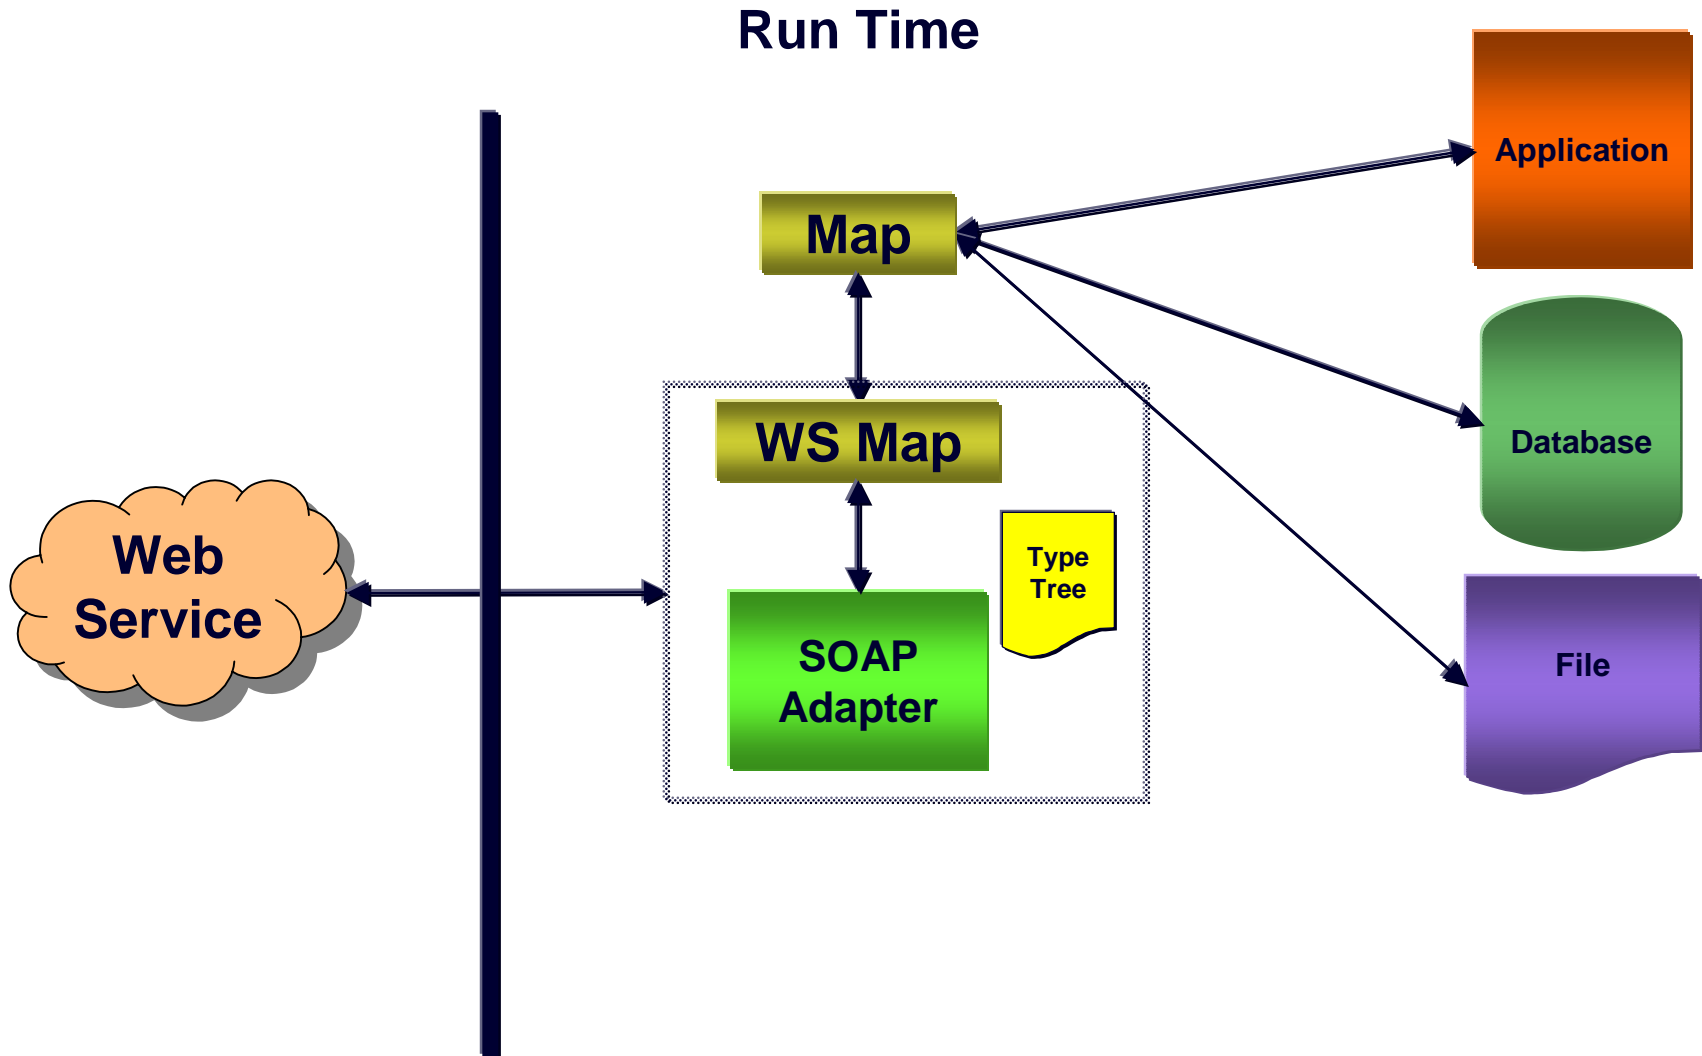 Run Time
Application
Map
Database
WS Map
Web
Service
Type
Tree
SOAP
Adapter
File